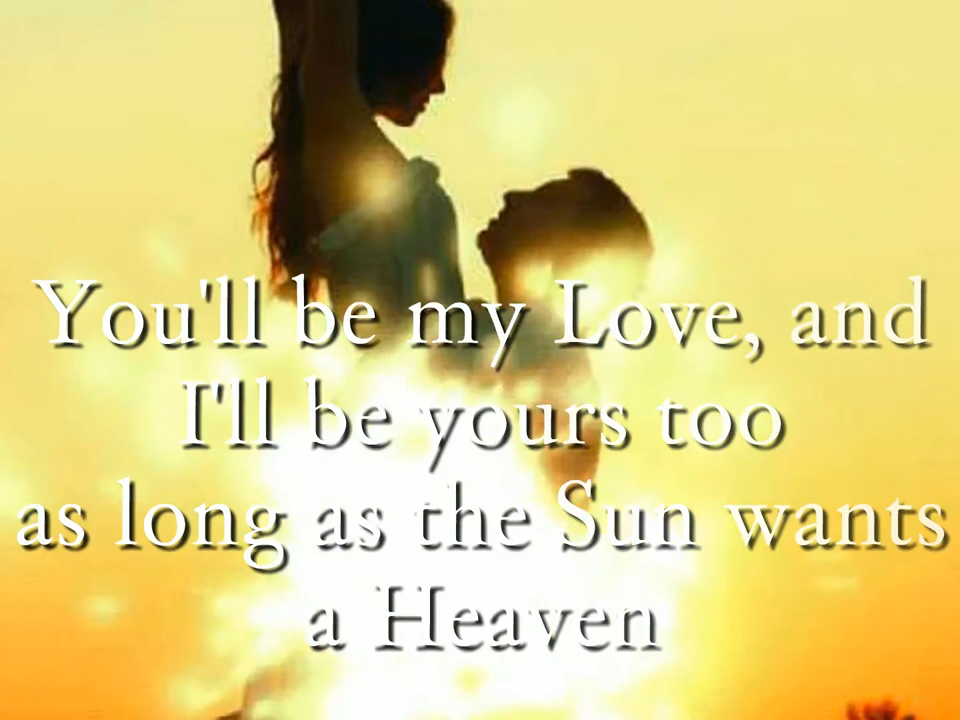 You'll be my Love, and
I'll be yours too
as long as the Sun wants
a Heaven